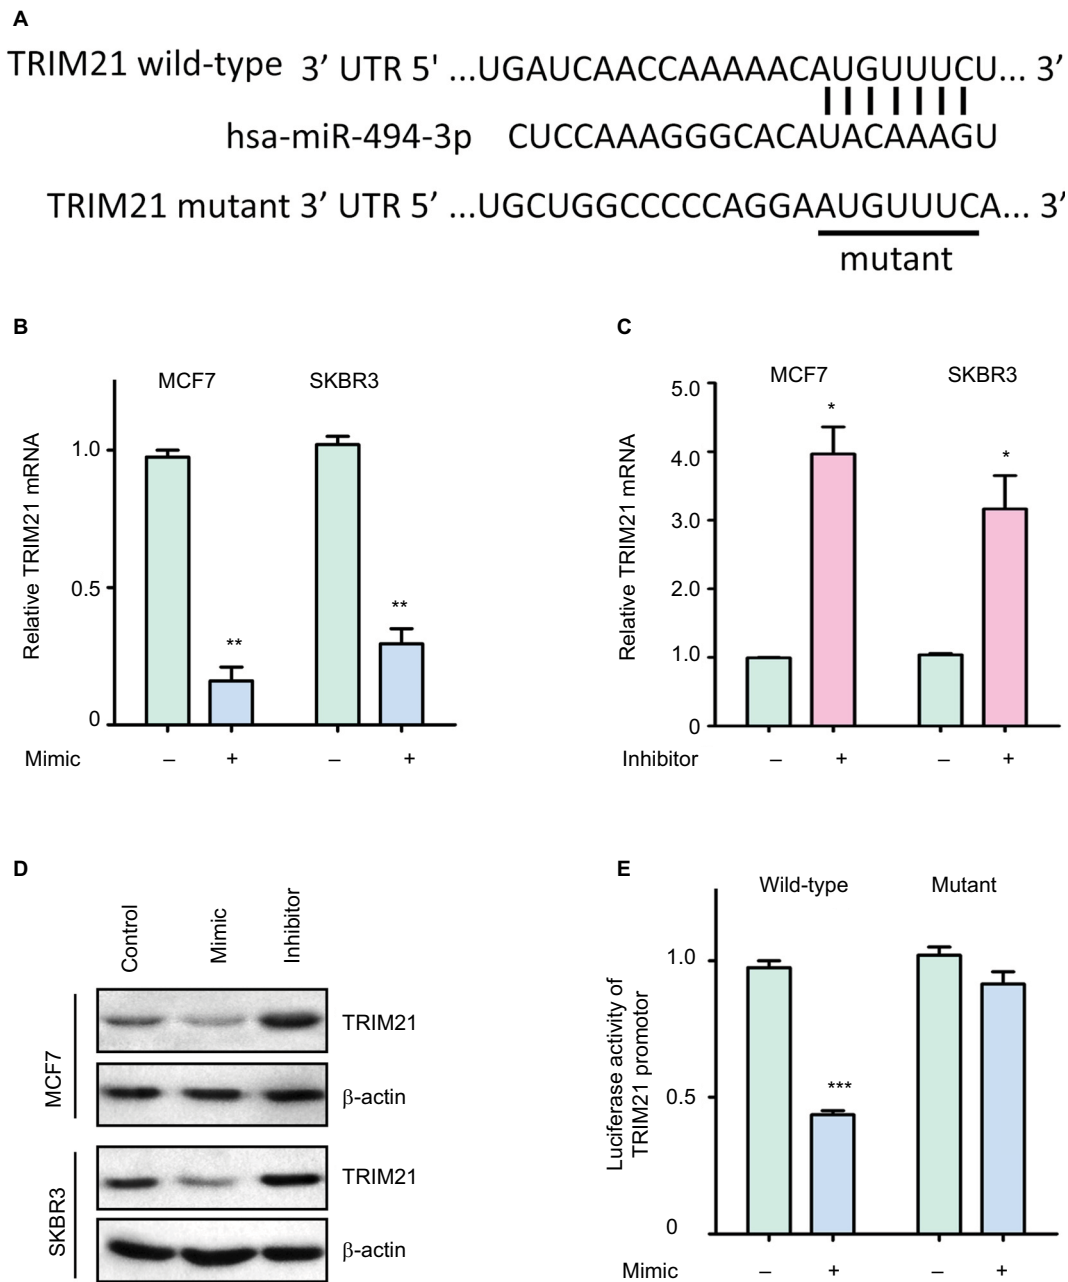 A
TRIM21 wild-type 3’ UTR 5' ...UGAUCAACCAAAAACAUGUUUCU... 3’
hsa-miR-494-3p CUCCAAAGGGCACAUACAAAGU
TRIM21 mutant 3’ UTR 5’ ...UGCUGGCCCCCAGGAAUGUUUCA... 3’
mutant
B
MCF7 SKBR3
Relative TRIM21 mRNA
1.0
0.5
0
** **
Mimic – + – +
C
MCF7 SKBR3
Relative TRIM21 mRNA
5.0
4.0
3.0
2.0
1.0
0
* *
Inhibitor – + – +
D
Control Mimic Inhibitor
MCF7
TRIM21
β-actin
SKBR3
TRIM21
β-actin
E
Wild-type Mutant
Luciferase activity of
TRIM21 promotor
1.0
0.5
0
***
Mimic – + – +